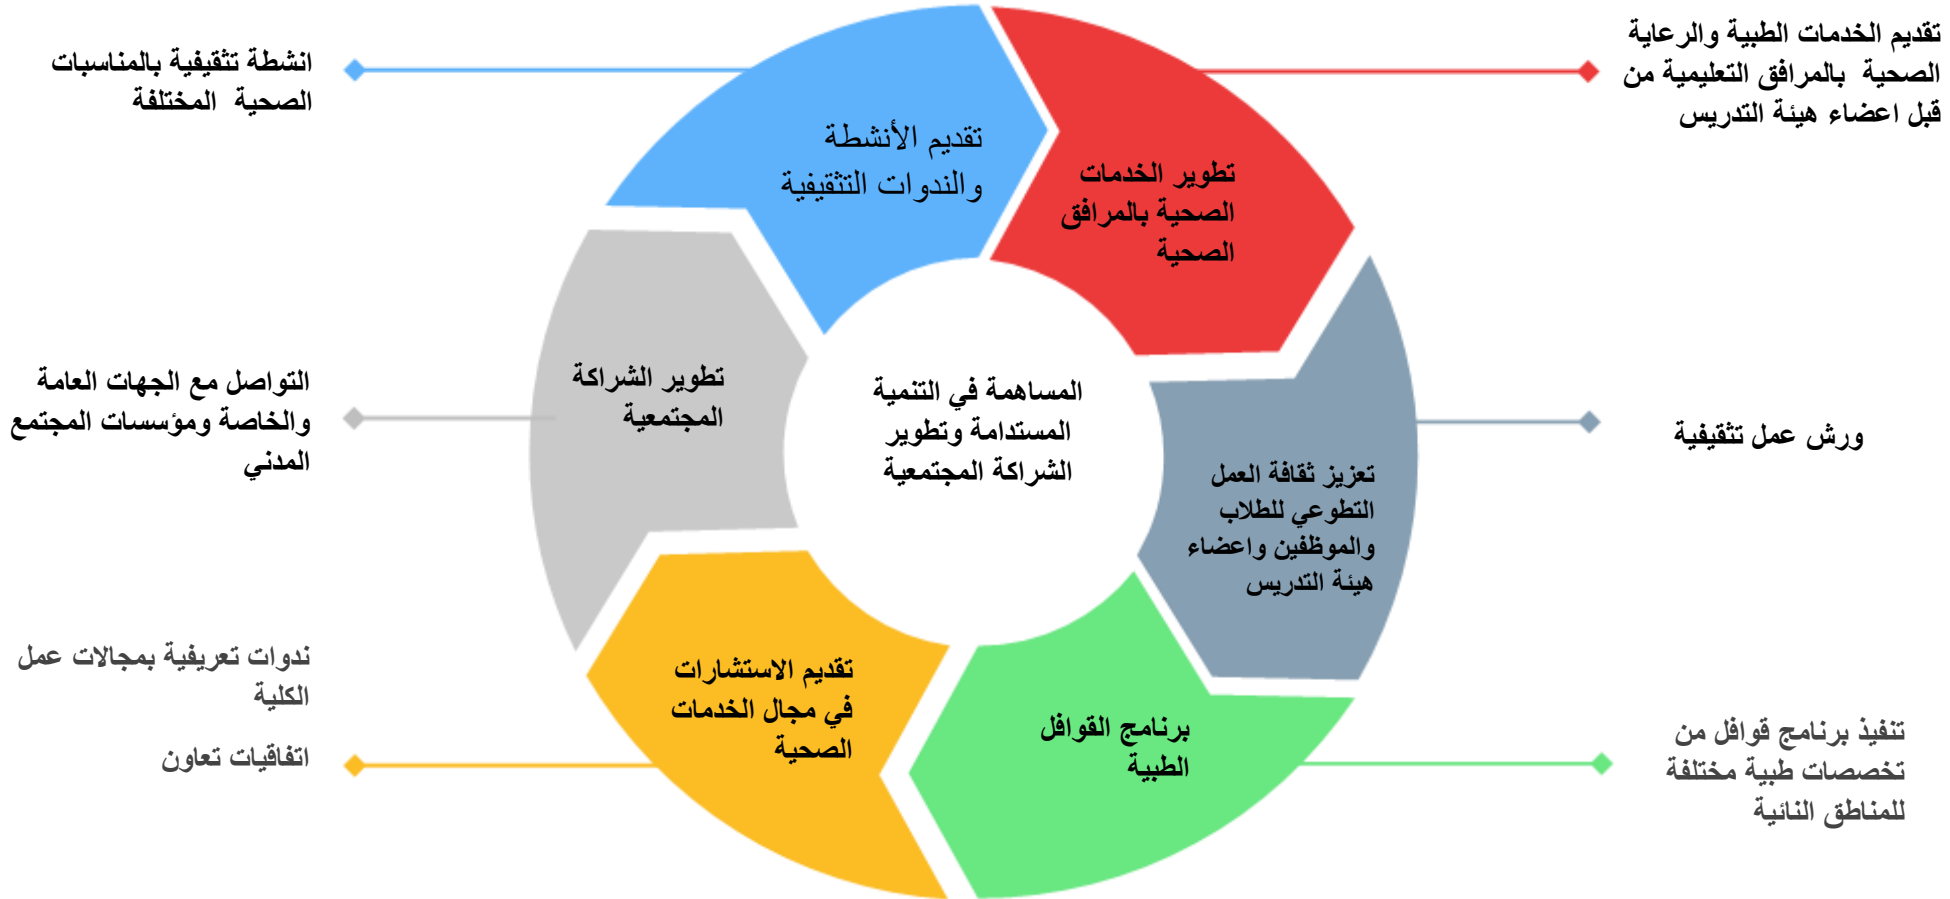 تقديم الخدمات الطبية والرعاية
الصحية بالمرافق التعليمية من
قبل اعضاء هيئة التدريس
انشطة تثقيفية بالمناسبات
الصحية المختلفة
تقديم الأنشطة
والندوات التثقيفية
تطوير الخدمات
الصحية بالمرافق
الصحية
ورش عمل تثقيفية
تعزيز ثقافة العمل
التطوعي للطلاب
والموظفين واعضاء
هيئة التدريس
المساهمة في التنمية
المستدامة وتطوير
الشراكة المجتمعية
تطوير الشراكة
المجتمعية
التواصل مع الجهات العامة
والخاصة ومؤسسات المجتمع
المدني
تنفيذ برنامج قوافل من
تخصصات طبية مختلفة
للمناطق النائية
برنامج القوافل
الطبية
تقديم الاستشارات
في مجال الخدمات
الصحية
ندوات تعريفية بمجالات عمل
الكلية
اتفاقيات تعاون